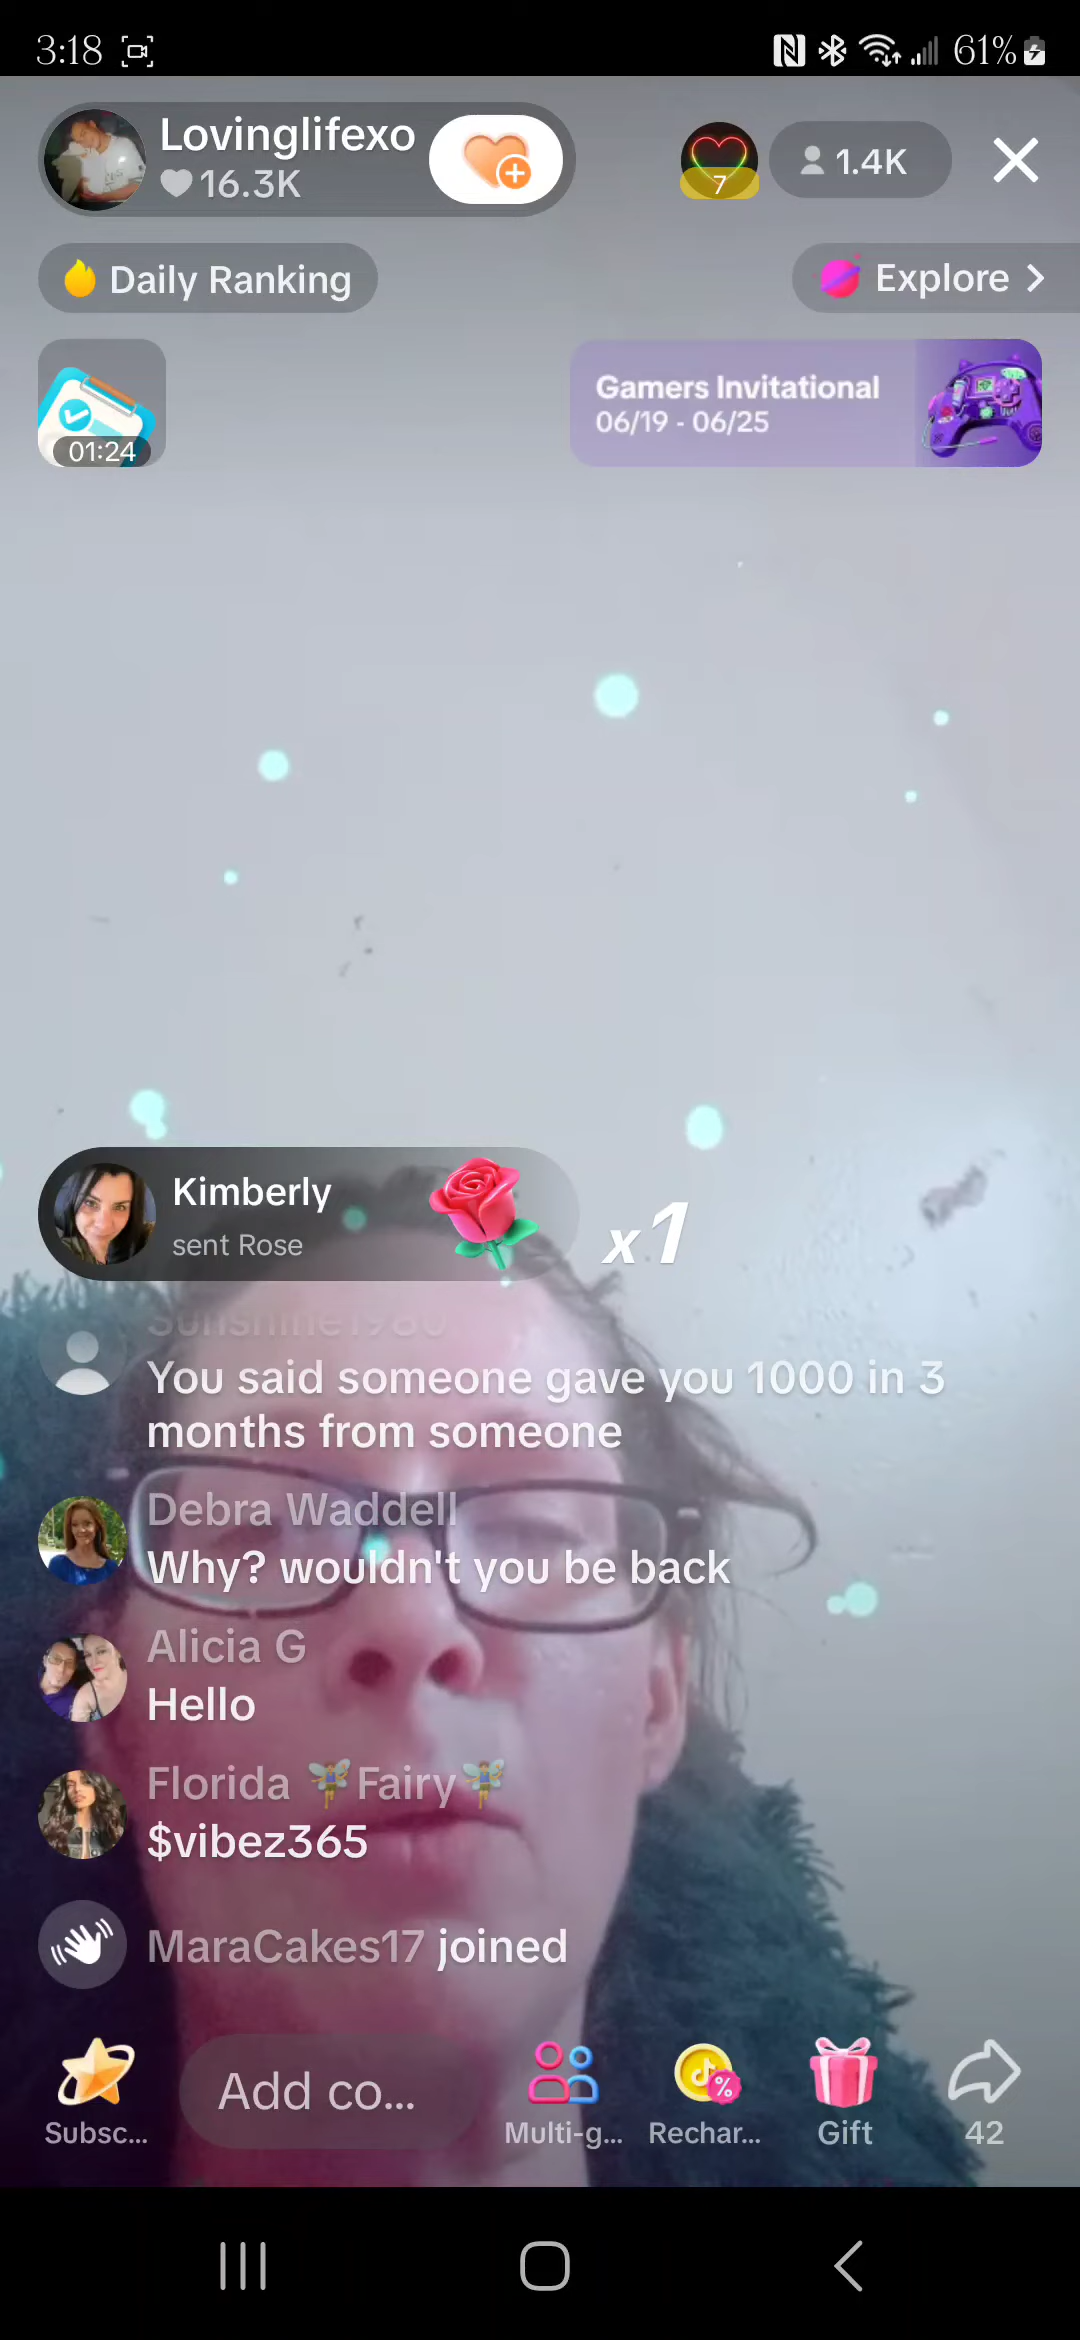 3:18 61%
Lovinglifexo
16.3K
7
1.4K
Daily Ranking
Explore
01:24
Gamers Invitational
06/19 - 06/25
Kimberly
sent Rose
x1
Sunshine1980
You said someone gave you 1000 in 3
months from someone
Debra Waddell
Why? wouldn't you be back
Alicia G
Hello
Florida 🧚Fairy🧚
$vibez365
MaraCakes17 joined
Add co...
Subsc...
Multi-g...
Rechar...
Gift
42